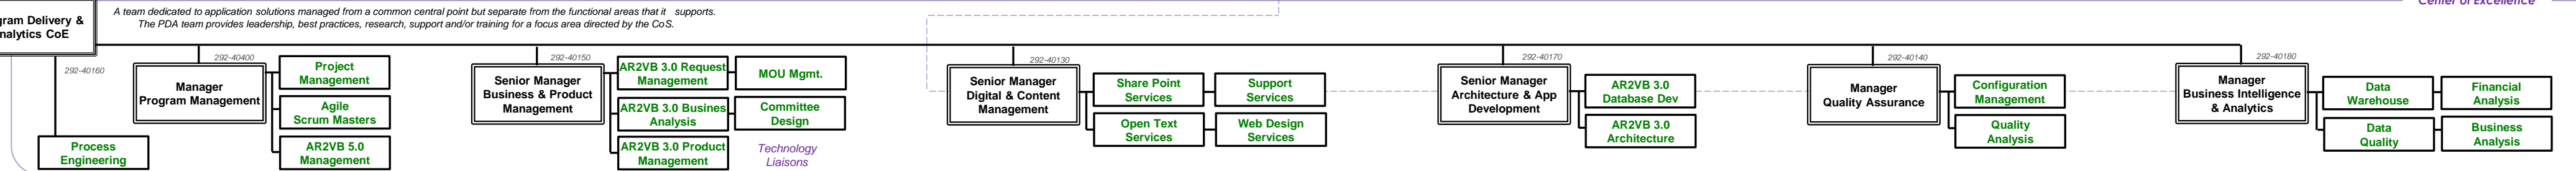 gram Delivery &
nalytics CoE
A team dedicated to application solutions managed from a common central point but separate from the functional areas that it supports.
The PDA team provides leadership, best practices, research, support and/or training for a focus area directed by the CoS.
Center of Excellence
292-40160
Process
Engineering
292-40400
Manager
Program Management
Project
Management
Agile
Scrum Masters
AR2VB 5.0
Management
292-40150
Senior Manager
Business & Product
Management
AR2VB 3.0 Request
Management
MOU Mgmt.
AR2VB 3.0 Busines
Analysis
Committee
Design
AR2VB 3.0 Product
Management
Technology
Liaisons
292-40130
Senior Manager
Digital & Content
Management
Share Point
Services
Support
Services
Open Text
Services
Web Design
Services
292-40170
Senior Manager
Architecture & App
Development
AR2VB 3.0
Database Dev
AR2VB 3.0
Architecture
292-40140
Manager
Quality Assurance
Configuration
Management
Quality
Analysis
292-40180
Manager
Business Intelligence
& Analytics
Data
Warehouse
Financial
Analysis
Data
Quality
Business
Analysis